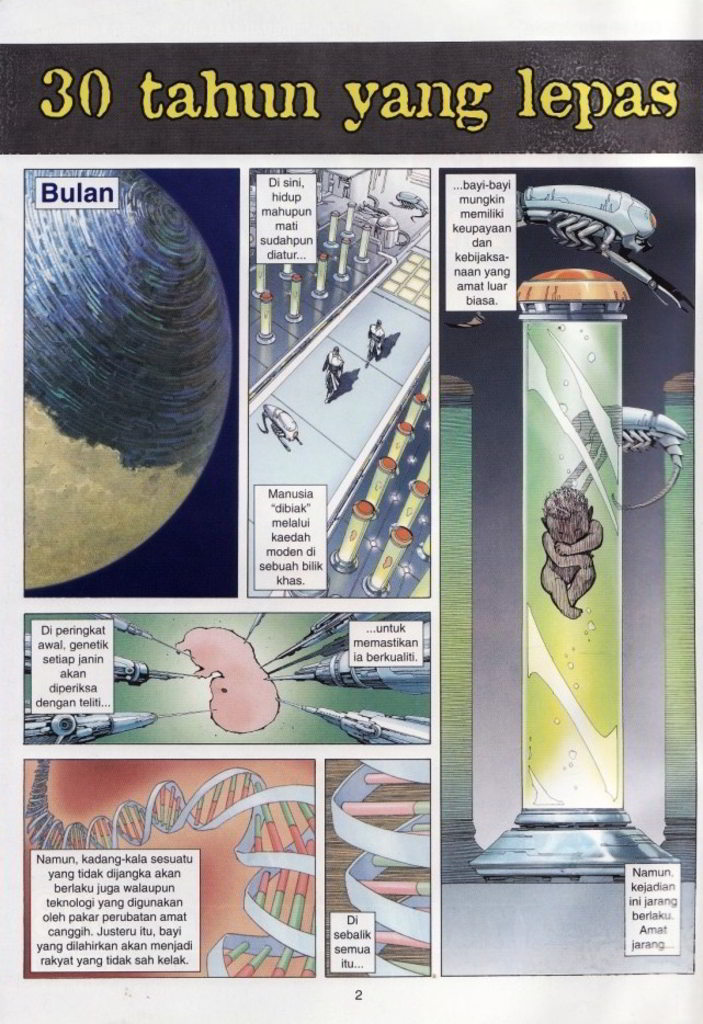 30 tahun yang lepas
Bulan
Di sini,
hidup
mahupun
mati
sudahpun
diatur...
Manusia
“dibiak”
melalui
kaedah
moden di
sebuah bilik
khas.
Di peringkat
awal, genetik
setiap janin
akan
diperiksa
dengan teliti...
...untuk
memastikan
ia berkualiti.
Namun, kadang-kala sesuatu
yang tidak dijangka akan
berlaku juga walaupun
teknologi yang digunakan
oleh pakar perubatan amat
canggih. Justeru itu, bayi
yang dilahirkan akan menjadi
rakyat yang tidak sah kelak.
Di
sebalik
semua
itu...
...bayi-bayi
mungkin
memiliki
keupayaan
dan
kebijaksa-
naan yang
amat luar
biasa.
Namun,
kejadian
ini jarang
berlaku.
Amat
jarang...
2